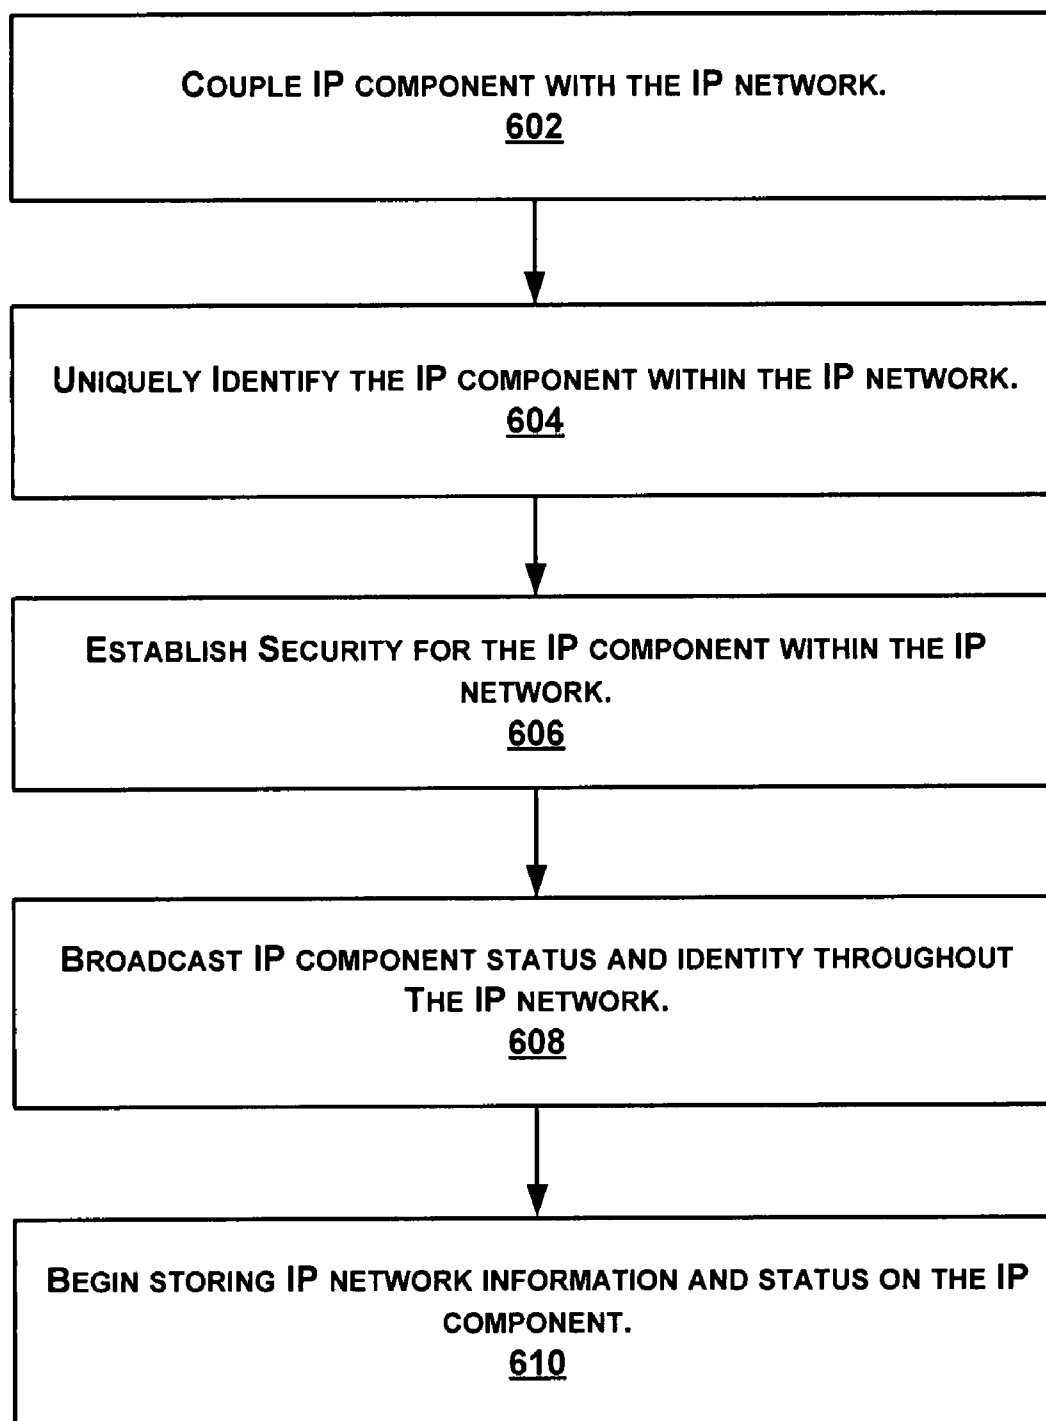 COUPLE IP COMPONENT WITH THE IP NETWORK.
602
UNIQUELY IDENTIFY THE IP COMPONENT WITHIN THE IP NETWORK.
604
ESTABLISH SECURITY FOR THE IP COMPONENT WITHIN THE IP
NETWORK.
606
BROADCAST IP COMPONENT STATUS AND IDENTITY THROUGHOUT
THE IP NETWORK.
608
BEGIN STORING IP NETWORK INFORMATION AND STATUS ON THE IP
COMPONENT.
610